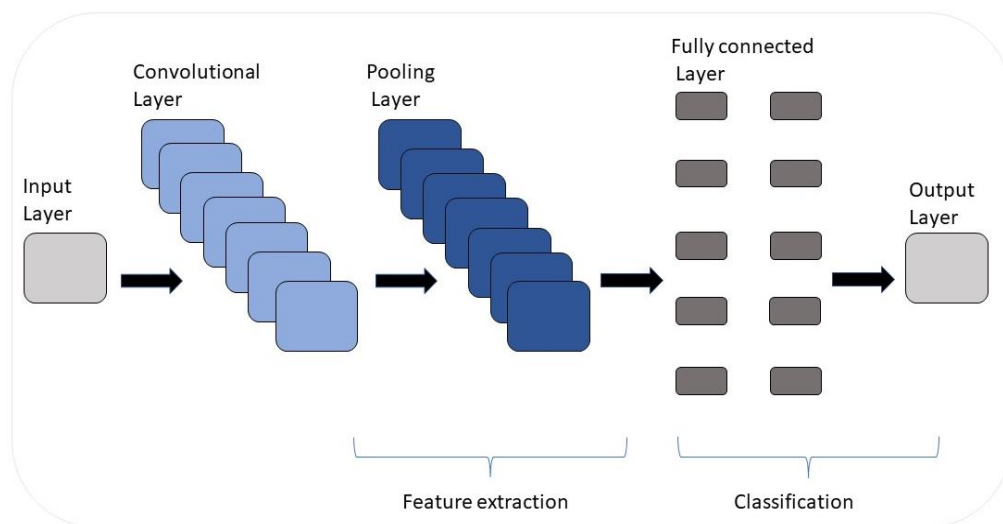 Input
Layer
Convolutional
Layer
Pooling
Layer
Fully connected
Layer
Output
Layer
Feature extraction
Classification